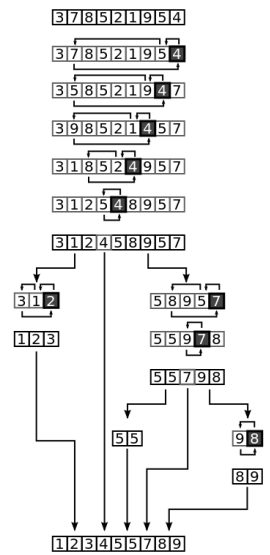 3 7 8 5 2 1 9 5 4
3 7 8 5 2 1 9 5 4
3 5 8 5 2 1 9 4 7
3 9 8 5 2 1 4 5 7
3 1 8 5 2 4 9 5 7
3 1 2 5 4 8 9 5 7
3 1 2 4 5 8 9 5 7
3 1 2
5 8 9 5 7
1 2 3
5 5 9 7 8
5 5 7 9 8
5 5
9 8
8 9
1 2 3 4 5 5 7 8 9